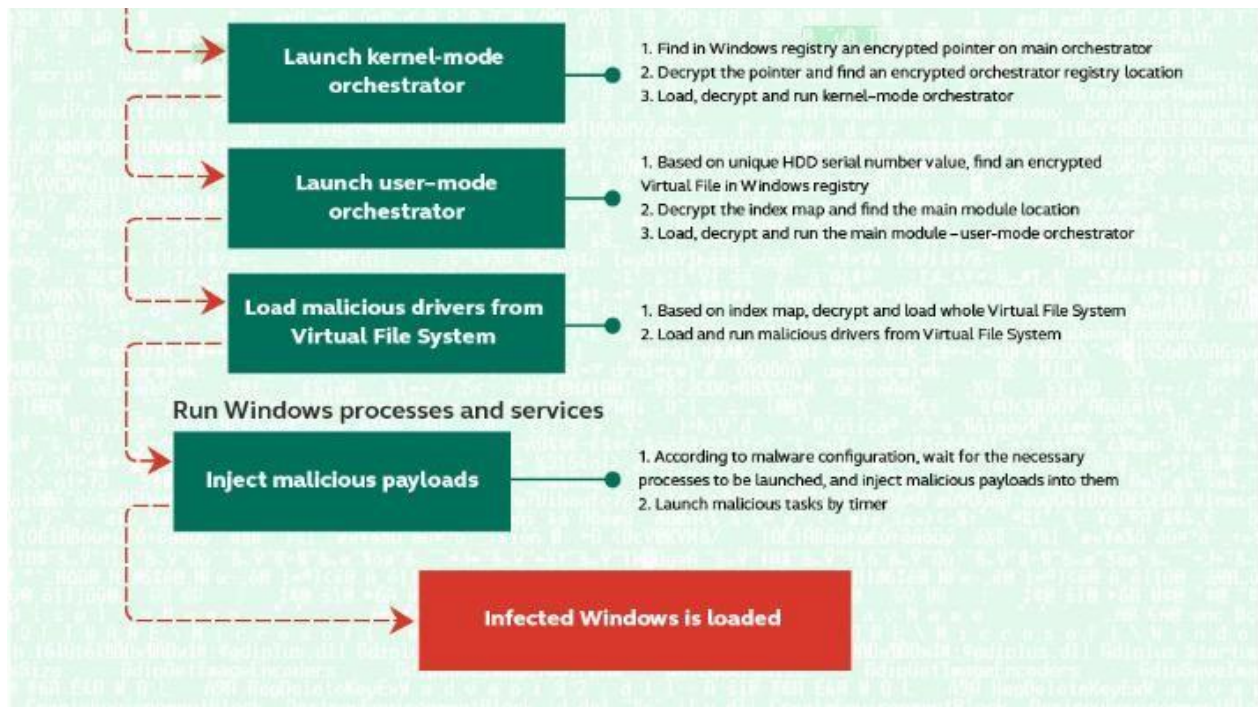 Launch kernel-mode
orchestrator
1. Find in Windows registry an encrypted pointer on main orchestrator
2. Decrypt the pointer and find an encrypted orchestrator registry location
3. Load, decrypt and run kernel–mode orchestrator
Launch user–mode
orchestrator
1. Based on unique HDD serial number value, find an encrypted
Virtual File in Windows registry
2. Decrypt the index map and find the main module location
3. Load, decrypt and run the main module – user-mode orchestrator
Load malicious drivers from
Virtual File System
1. Based on index map, decrypt and load whole Virtual File System
2. Load and run malicious drivers from Virtual File System
Run Windows processes and services
Inject malicious payloads
1. According to malware configuration, wait for the necessary
processes to be launched, and inject malicious payloads into them
2. Launch malicious tasks by timer
Infected Windows is loaded